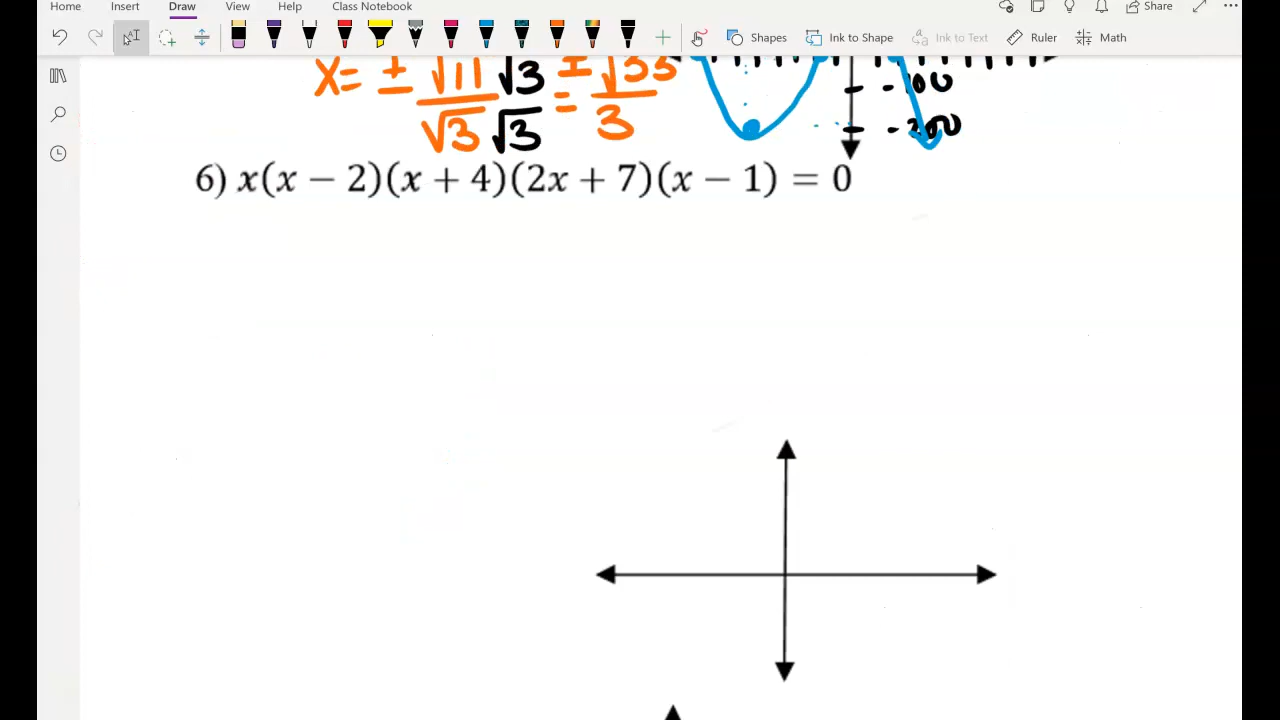 Home Insert Draw View Help Class Notebook Share
Shapes Ink to Shape Ink to Text Ruler Math
x = ± √11 √3 = ± √33
√3 √3 3
-100
6) x(x − 2)(x + 4)(2x + 7)(x − 1) = 0